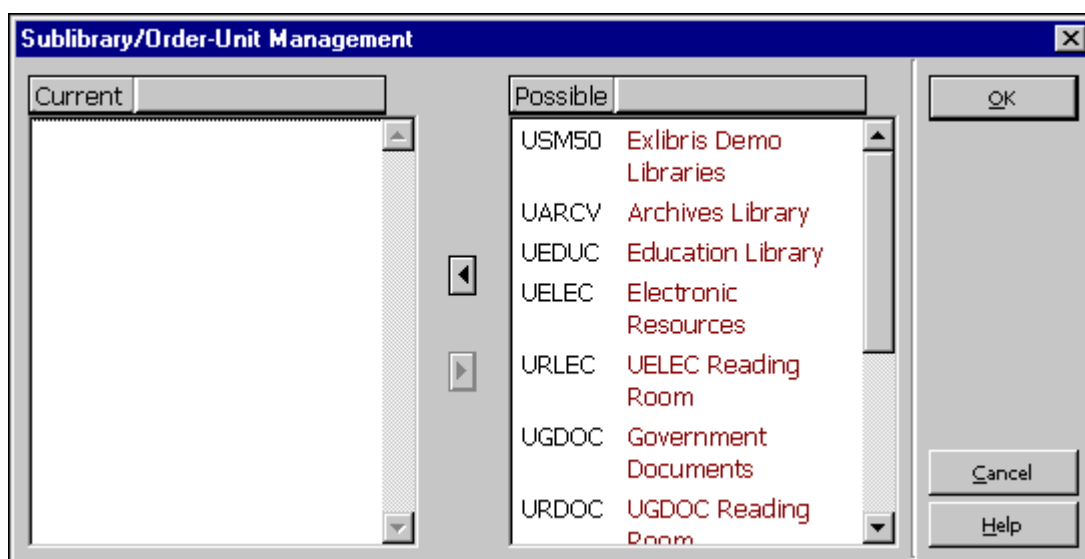 Sublibrary/Order-Unit Management
Current
Possible
USM50 Exlibris Demo
Libraries
UARCV Archives Library
UEDUC Education Library
UELEC Electronic
Resources
URLEC UELEC Reading
Room
UGDOC Government
Documents
URDOC UGDOC Reading
Room
OK
Cancel
Help